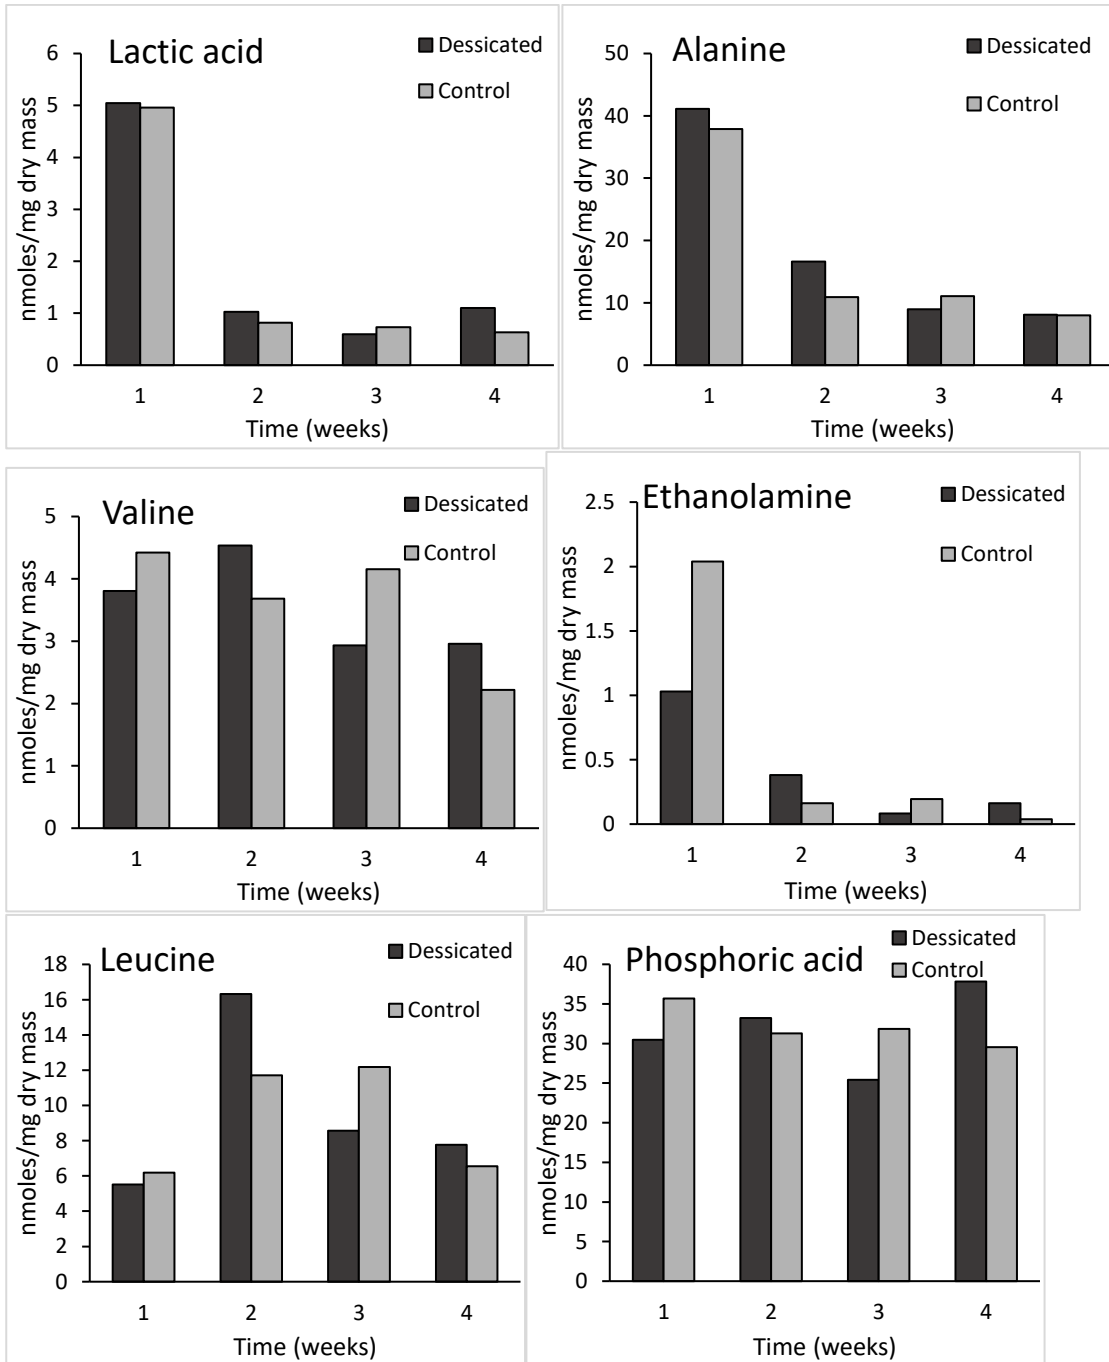 Lactic acid
Dessicated
Control
nmoles/mg dry mass
6
5
4
3
2
1
0
1 2 3 4
Time (weeks)
Alanine
Dessicated
Control
nmoles/mg dry mass
50
40
30
20
10
0
1 2 3 4
Time (weeks)
Valine
Dessicated
Control
nmoles/mg dry mass
5
4
3
2
1
0
1 2 3 4
Time (weeks)
Ethanolamine
Dessicated
Control
nmoles/mg dry mass
2.5
2
1.5
1
0.5
0
1 2 3 4
Time (weeks)
Leucine
Dessicated
Control
nmoles/mg dry mass
18
16
14
12
10
8
6
4
2
0
1 2 3 4
Time (weeks)
Phosphoric acid
Dessicated
Control
nmoles/mg dry mass
40
35
30
25
20
15
10
5
0
1 2 3 4
Time (weeks)